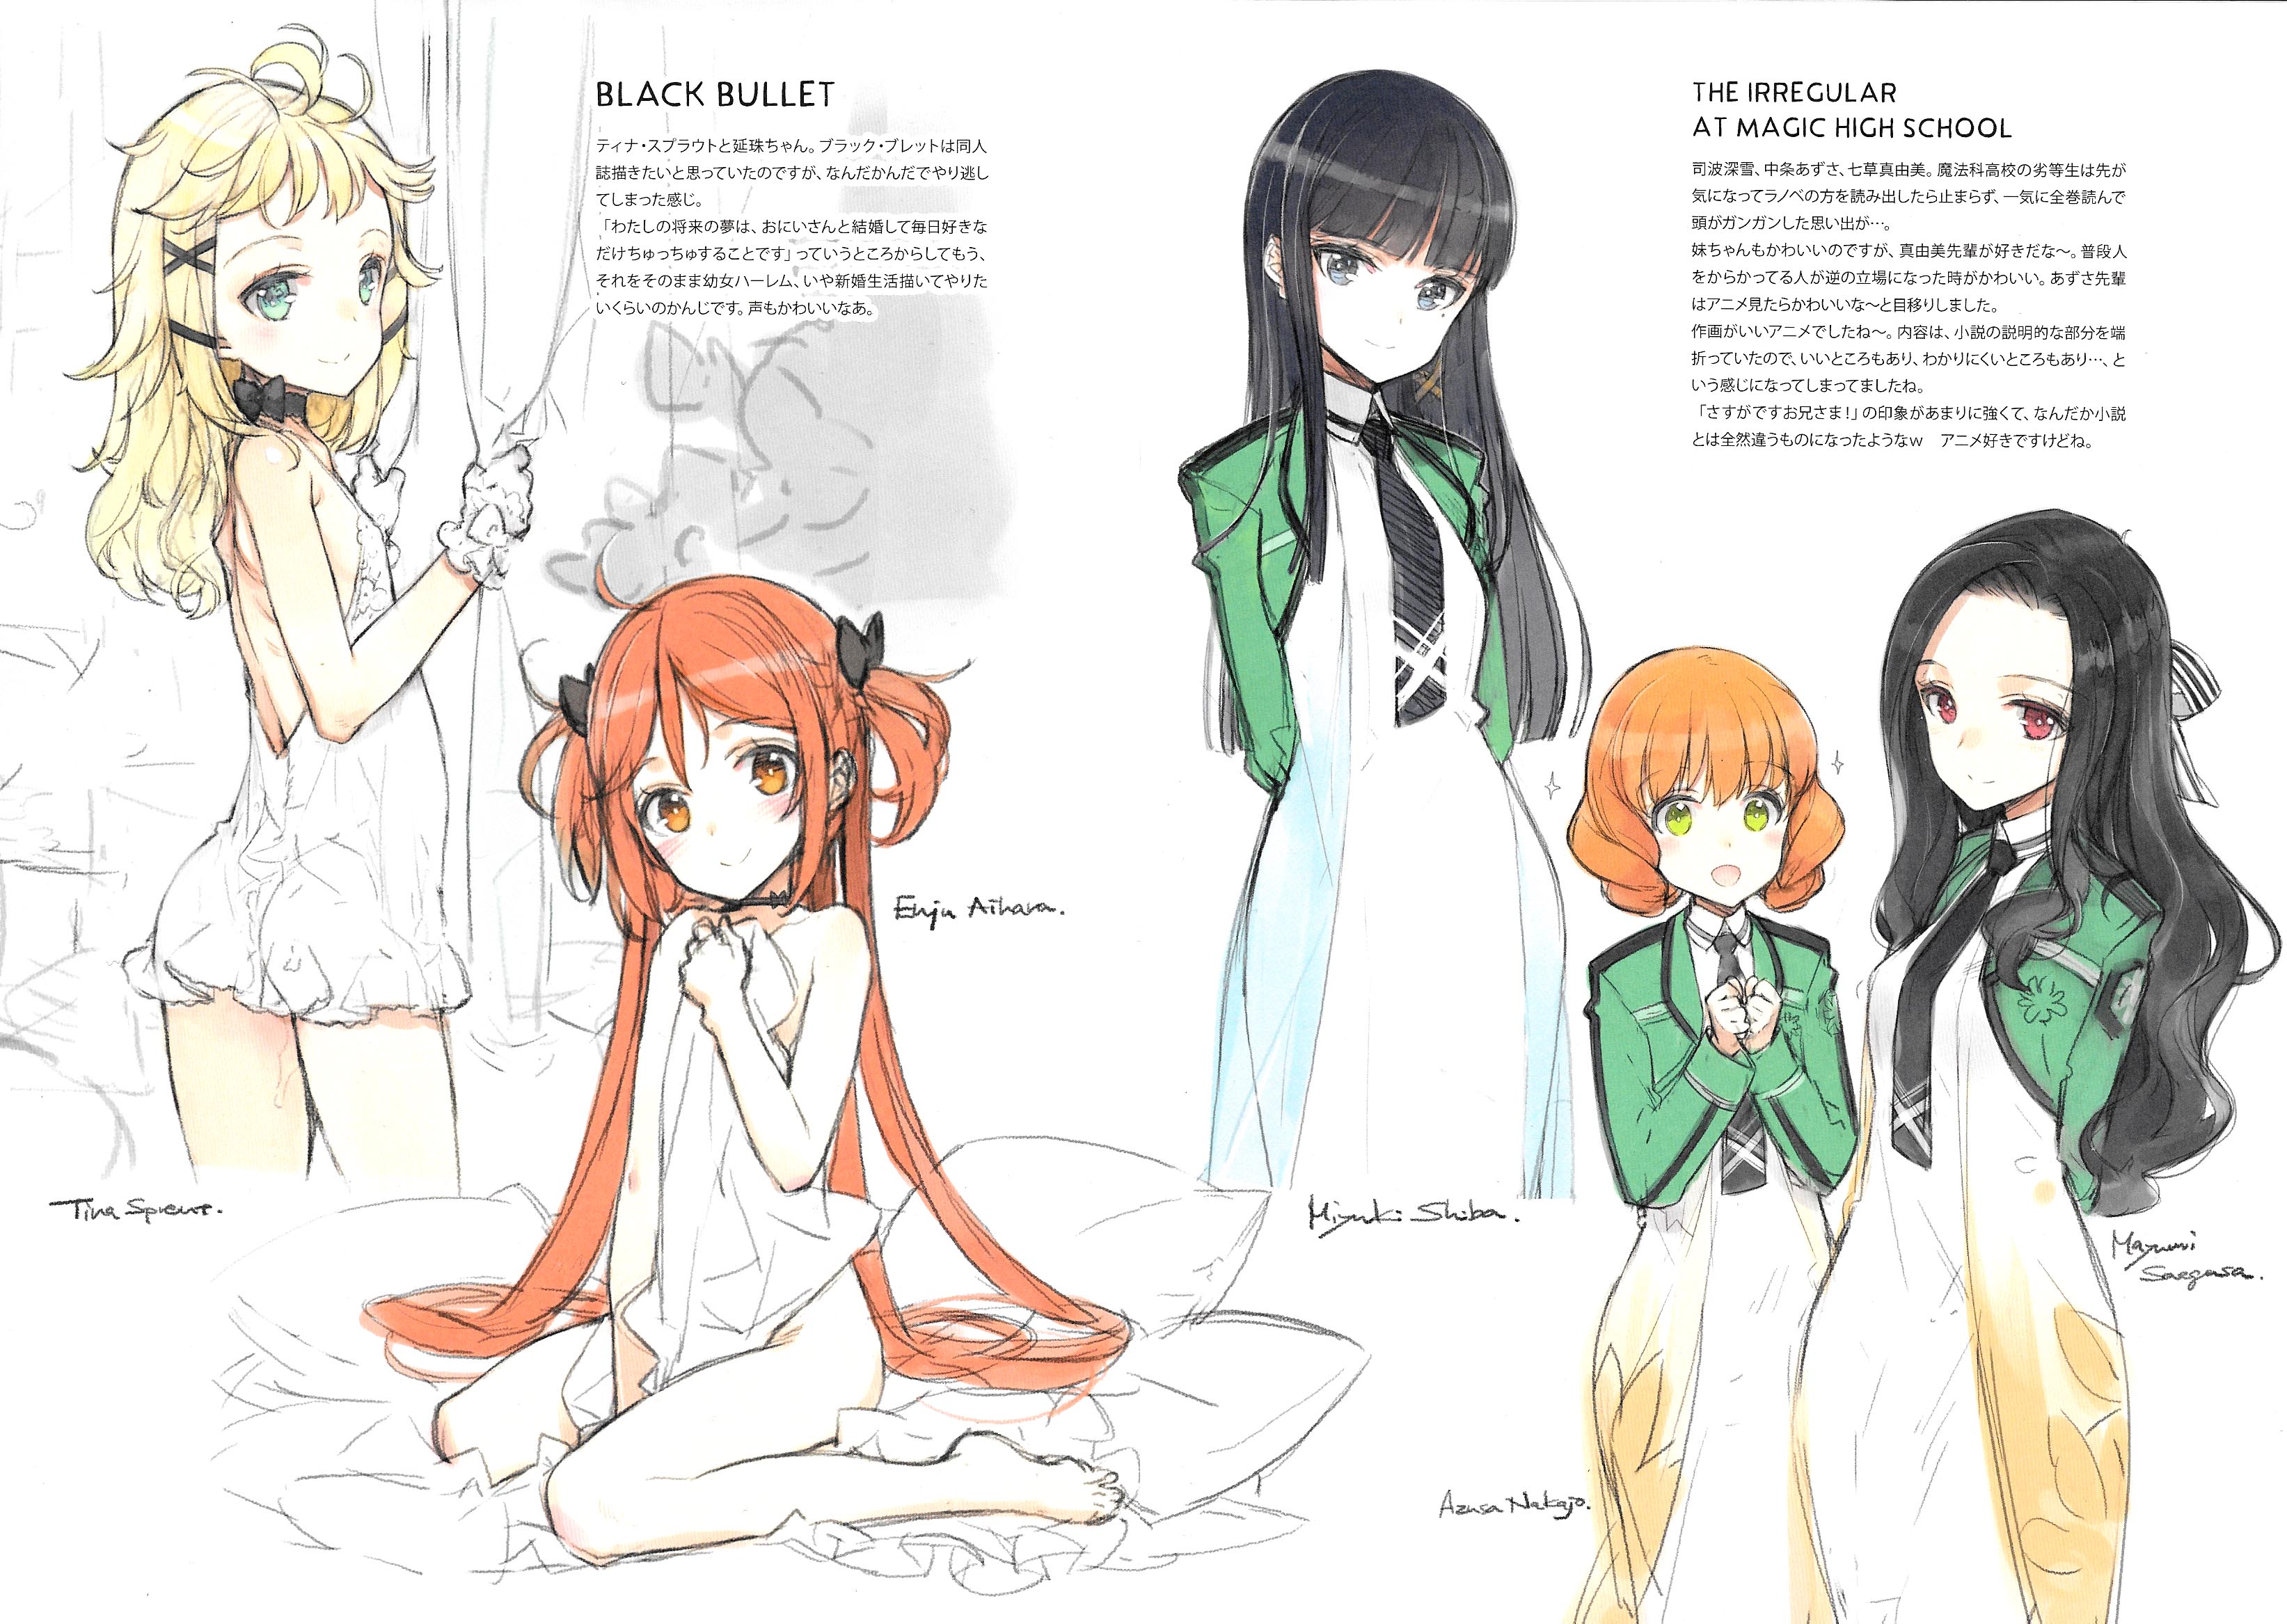 BLACK BULLET
ティナ・スプラウトと延珠ちゃん。ブラック・ブレットは同人
誌描きたいと思っていたのですが、なんだかんだでやり逃し
てしまった感じ。
「わたしの将来の夢は、おにいさんと結婚して毎日好きな
だけちゅっちゅすることです」っていうところからしてもう、
それをそのまま幼女ハーレム、いや新婚生活描いてやりた
いくらいのかんじです。声もかわいいなあ。
Enju Aihara.
Tina Sprout.
THE IRREGULAR
AT MAGIC HIGH SCHOOL
司波深雪、中条あずさ、七草真由美。魔法科高校の劣等生は先が
気になってラノベの方を読み出したら止まらず、一気に全巻読んで
頭がガンガンした思い出が…。
妹ちゃんもかわいいのですが、真由美先輩が好きだな〜。普段人
をからかってる人が逆の立場になった時がかわいい。あずさ先輩
はアニメ見たらかわいいな〜と目移りしました。
作画がいいアニメでしたね〜。内容は、小説の説明的な部分を端
折っていたので、いいところもあり、わかりにくいところもあり…、と
いう感じになってしまってましたね。
「さすがですお兄さま！」の印象があまりに強くて、なんだか小説
とは全然違うものになったようなｗ　アニメ好きですけどね。
Miyuki Shiba.
Mayumi
Saegusa.
Azusa Nakajo.